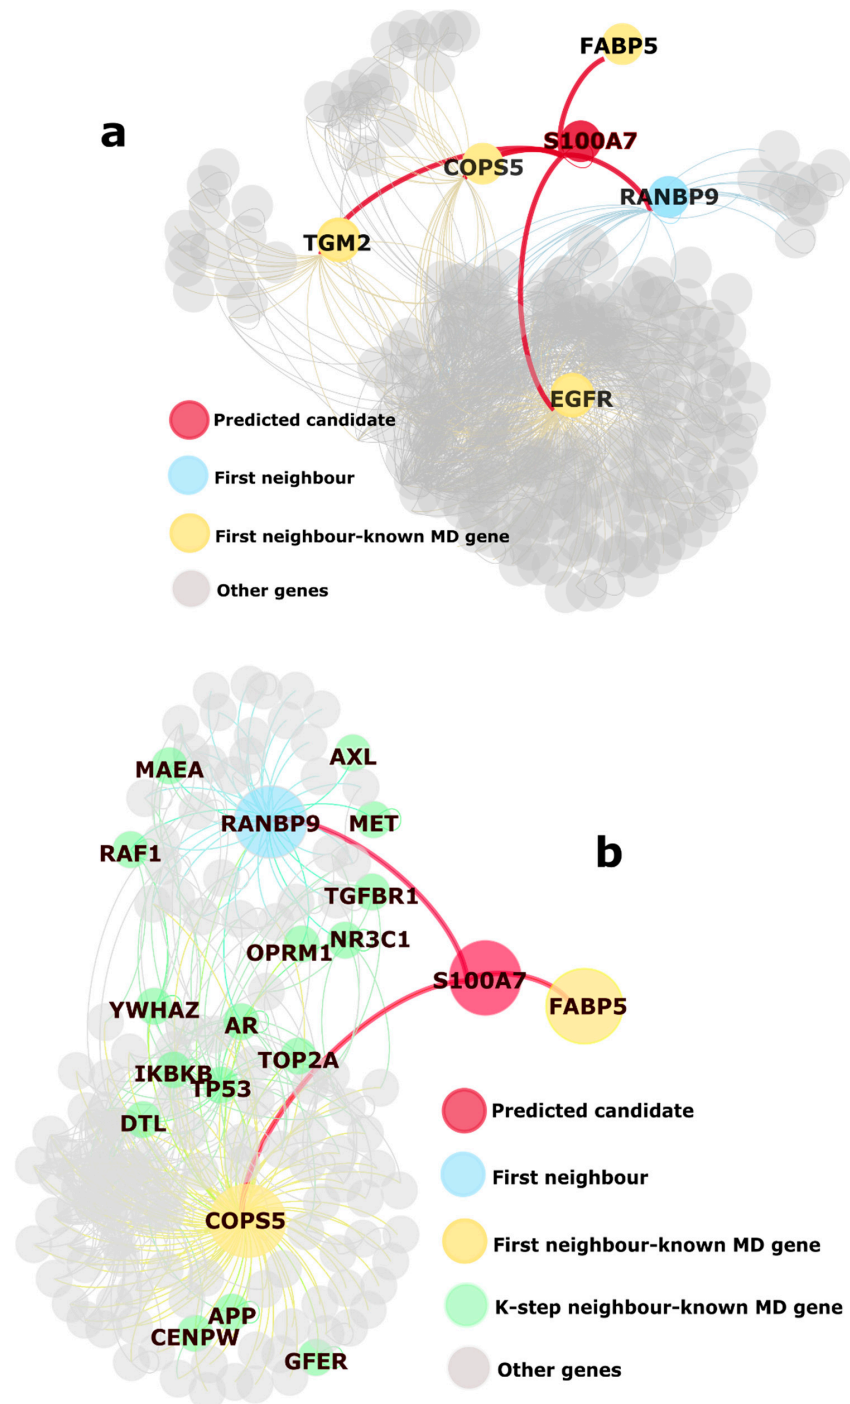 a
FABP5
S100A7
COPS5
RANBP9
TGM2
EGFR
Predicted candidate
First neighbour
First neighbour-known MD gene
Other genes
b
MAEA
AXL
RANBP9
MET
RAF1
TGFBR1
OPRM1
NR3C1
S100A7
FABP5
YWHAZ
AR
TOP2A
IKBKB
TP53
DTL
COPS5
APP
CENPW
GFER
Predicted candidate
First neighbour
First neighbour-known MD gene
K-step neighbour-known MD gene
Other genes